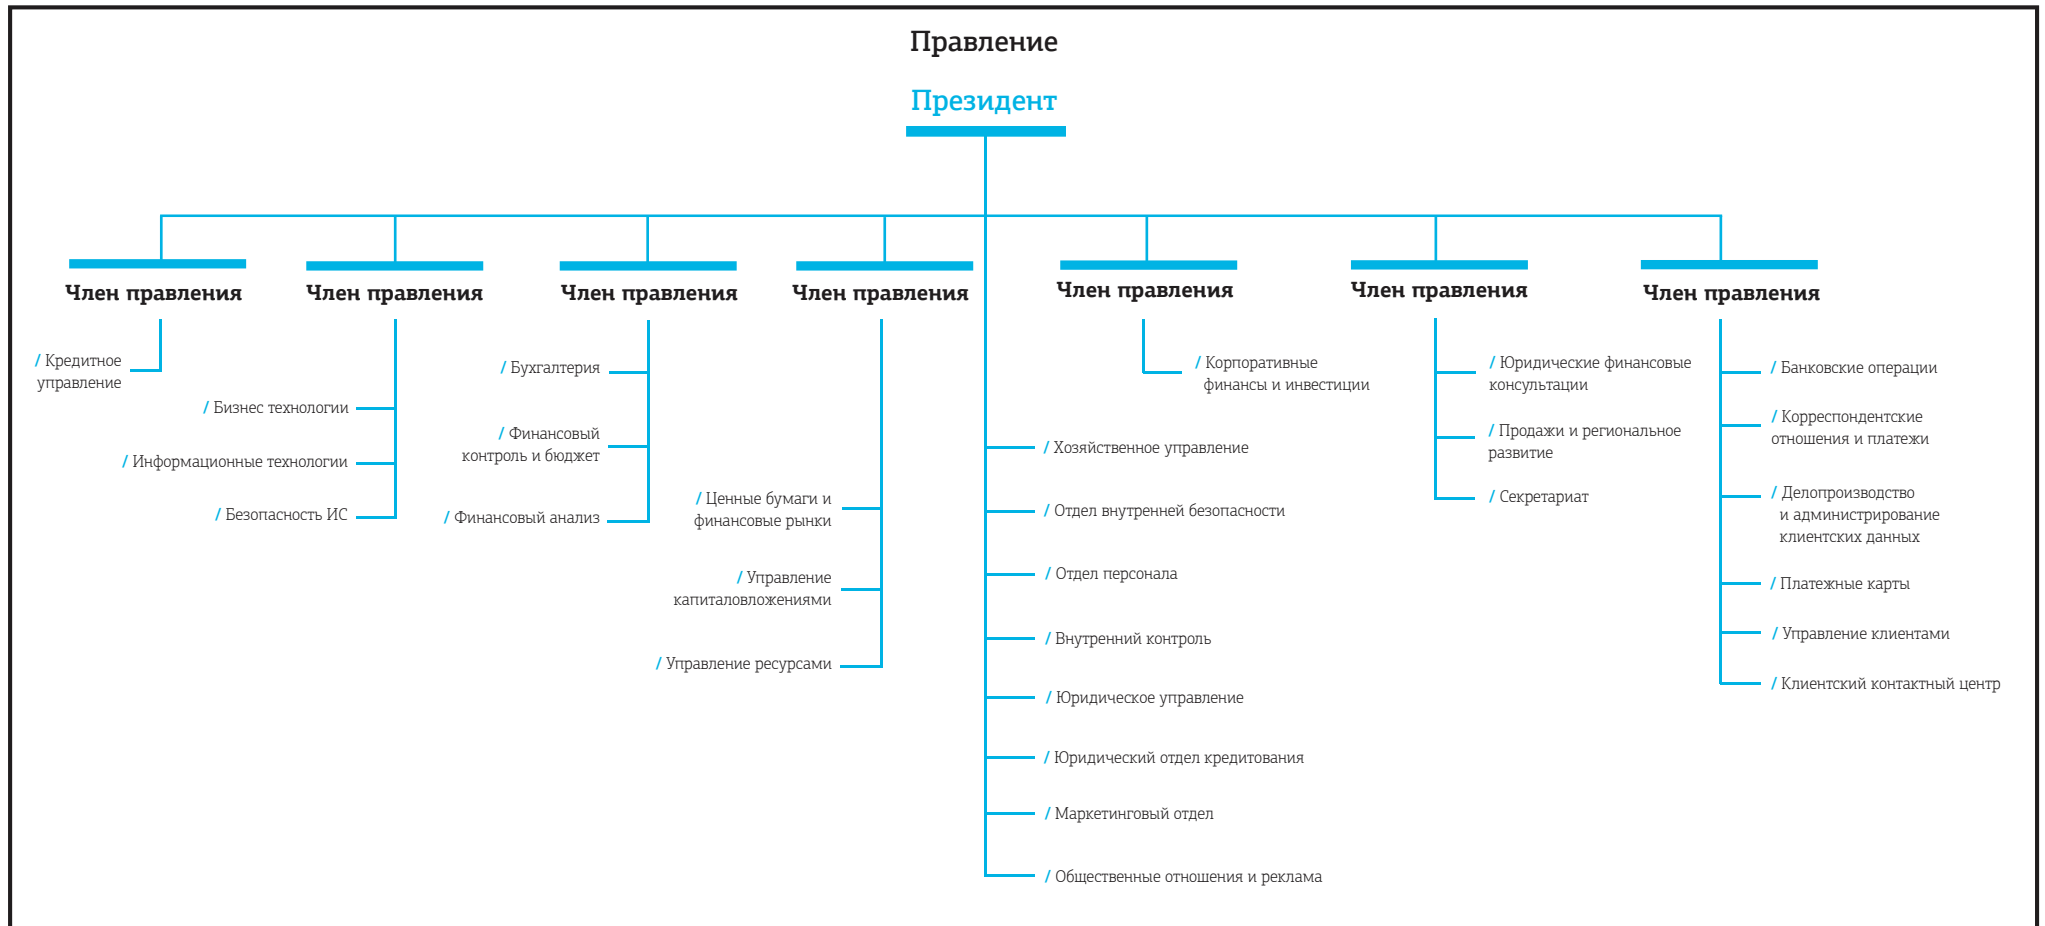 Правление
Президент
Член правления
/ Кредитное
управление
Член правления
/ Бизнес технологии
/ Информационные технологии
/ Безопасность ИС
Член правления
/ Бухгалтерия
/ Финансовый
контроль и бюджет
/ Финансовый анализ
Член правления
/ Ценные бумаги и
финансовые рынки
/ Управление
капиталовложениями
/ Управление ресурсами
/ Хозяйственное управление
/ Отдел внутренней безопасности
/ Отдел персонала
/ Внутренний контроль
/ Юридическое управление
/ Юридический отдел кредитования
/ Маркетинговый отдел
/ Общественные отношения и реклама
Член правления
/ Корпоративные
финансы и инвестиции
Член правления
/ Юридические финансовые
консультации
/ Продажи и региональное
развитие
/ Секретариат
Член правления
/ Банковские операции
/ Корреспондентские
отношения и платежи
/ Делопроизводство
и администрирование
клиентских данных
/ Платежные карты
/ Управление клиентами
/ Клиентский контактный центр